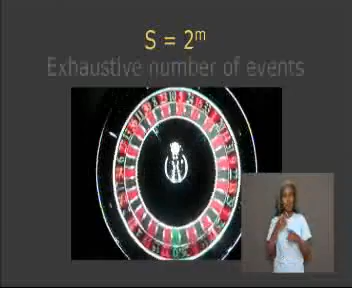 S = 2ᵐ
Exhaustive number of events